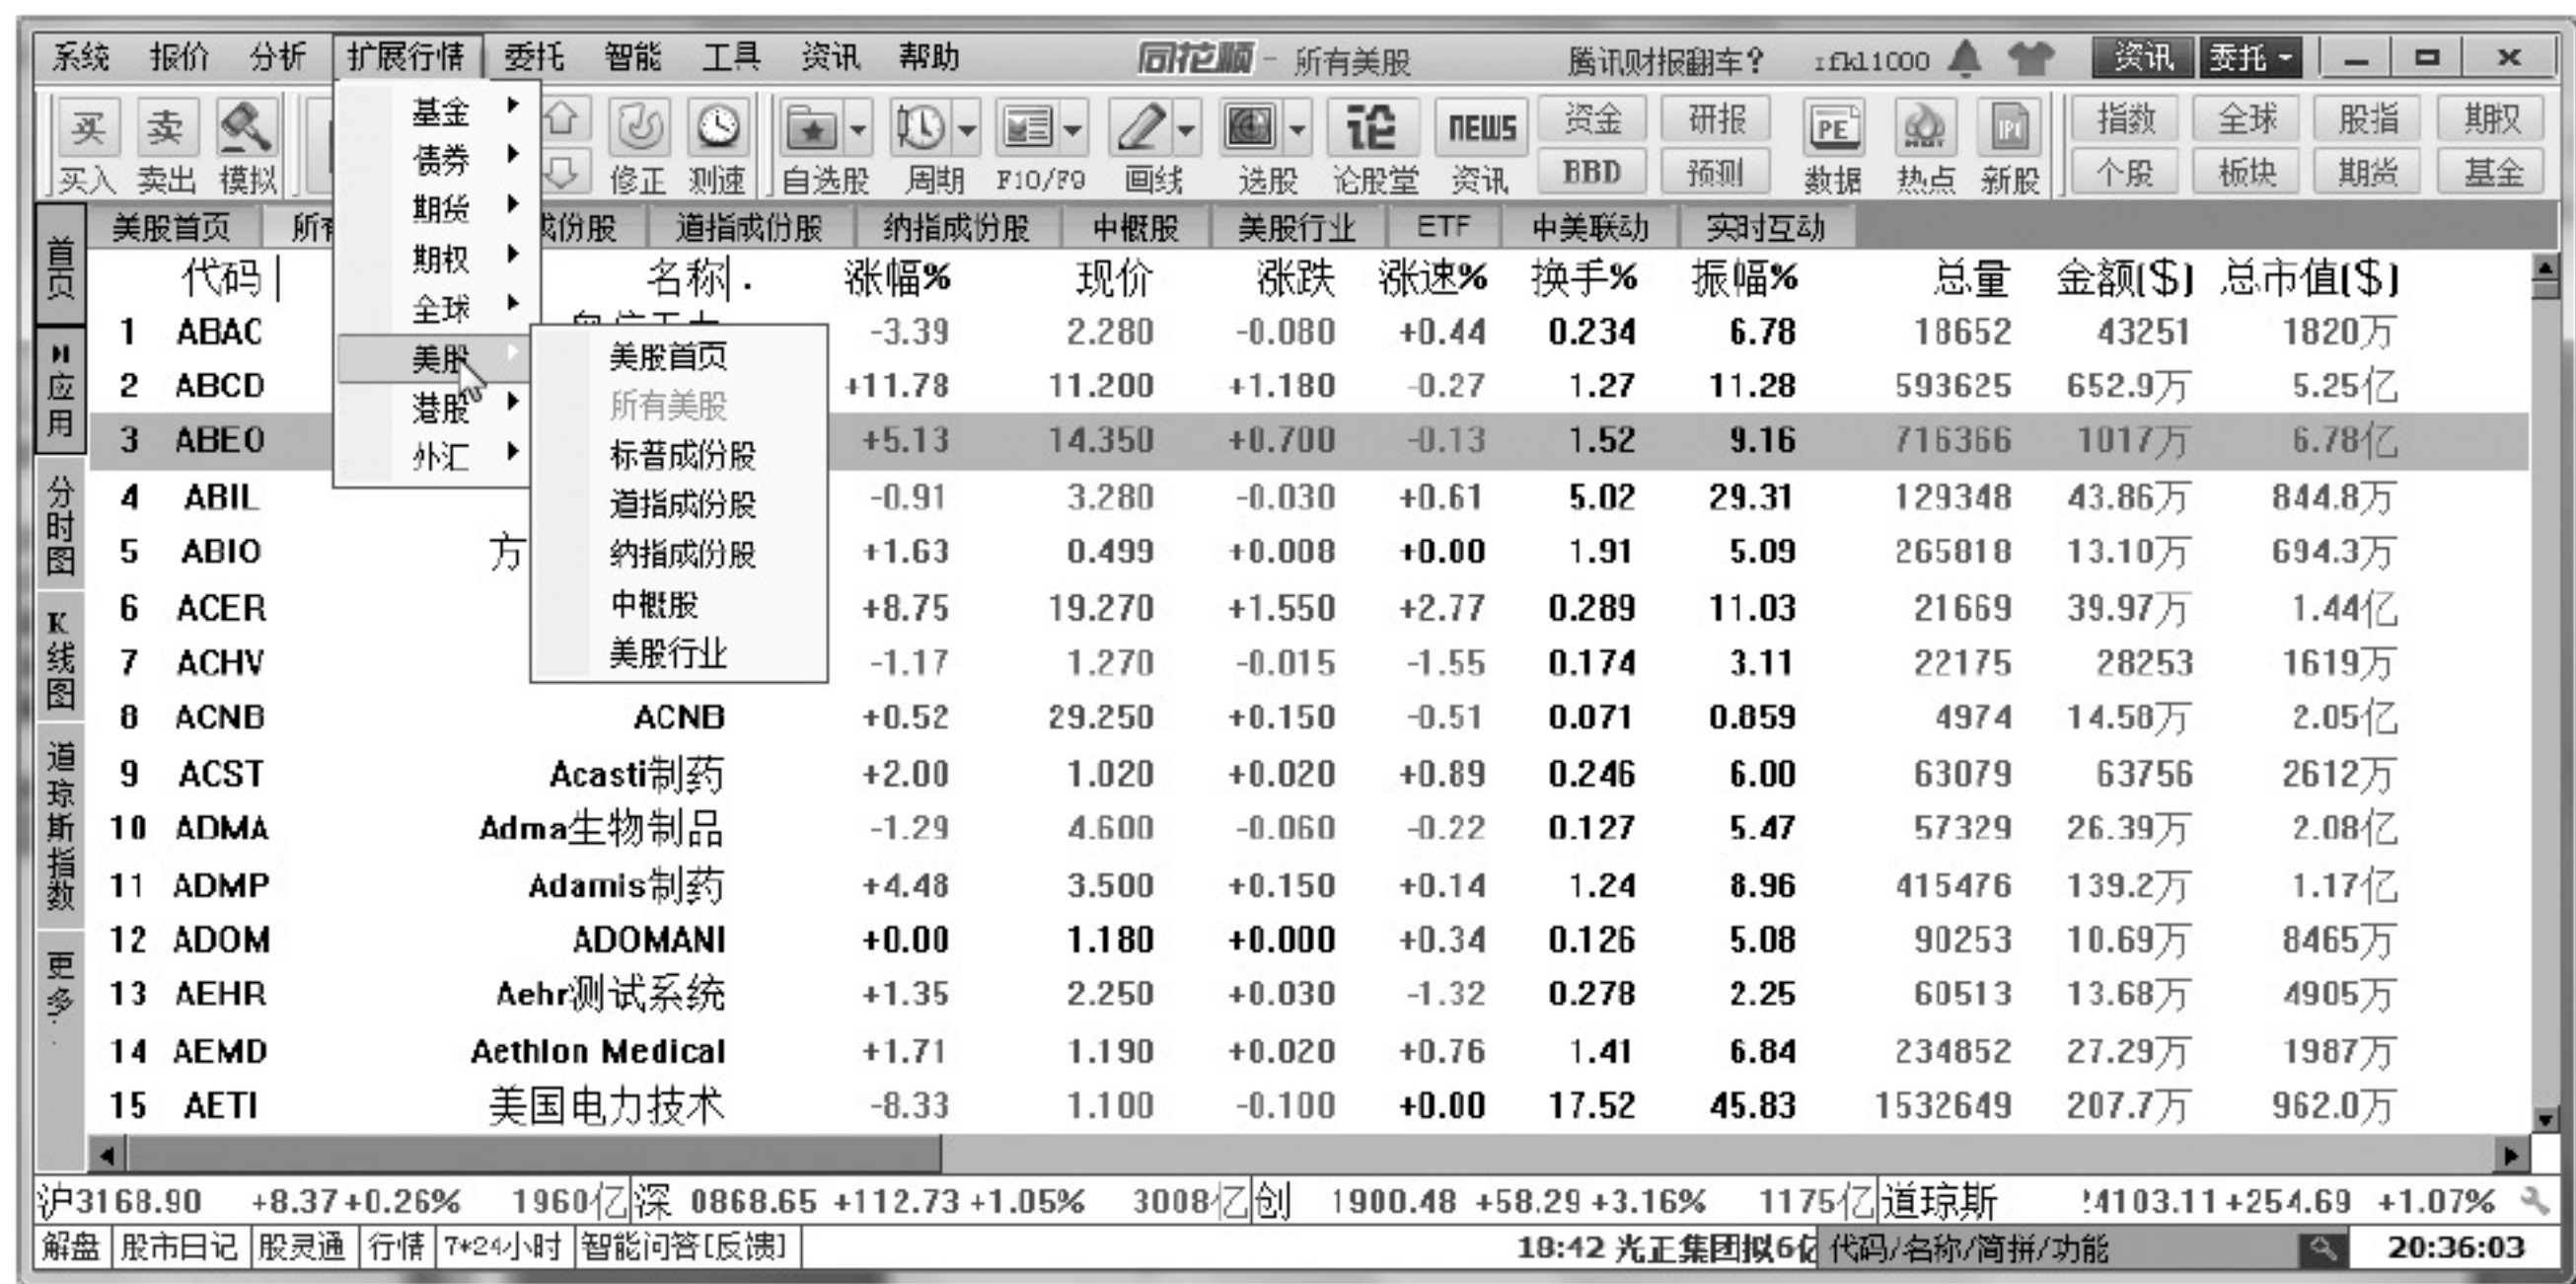 系统 报价 分析 扩展行情 委托 智能 工具 资讯 帮助 同花顺 - 所有美股 腾讯财报翻车? 资讯 委托
买 卖 资金 研报 PE 指数 全球 股指 期权
论 NEWS
买入 卖出 模拟 修正 测速 自选股 周期 F10/F9 画线 选股 论股堂 资讯 BBD 预测 数据 热点 新股 个股 板块 期货 基金
美股首页 成份股 道指成份股 纳指成份股 中概股 美股行业 ETF 中美联动 实时互动
基金
债券
期货
期权
全球
美股
港股
外汇
美股首页
所有美股
标普成份股
道指成份股
纳指成份股
中概股
美股行业
首页
应用
分时图
K线图
道琼斯指数
更多
代码 名称 涨幅% 现价 涨跌 涨速% 换手% 振幅% 总量 金额($) 总市值($)
1 ABAC -3.39 2.280 -0.080 +0.44 0.234 6.78 18652 43251 1820万
2 ABCD +11.78 11.200 +1.180 -0.27 1.27 11.28 593625 652.9万 5.25亿
3 ABEO +5.13 14.350 +0.700 -0.13 1.52 9.16 716366 1017万 6.78亿
4 ABIL -0.91 3.280 -0.030 +0.61 5.02 29.31 129348 43.86万 844.8万
5 ABIO 方 +1.63 0.499 +0.008 +0.00 1.91 5.09 265818 13.10万 694.3万
6 ACER +8.75 19.270 +1.550 +2.77 0.289 11.03 21669 39.97万 1.44亿
7 ACHV -1.17 1.270 -0.015 -1.55 0.174 3.11 22175 28253 1619万
8 ACNB ACNB +0.52 29.250 +0.150 -0.51 0.071 0.859 4974 14.58万 2.05亿
9 ACST Acasti制药 +2.00 1.020 +0.020 +0.89 0.246 6.00 63079 63756 2612万
10 ADMA Adma生物制品 -1.29 4.600 -0.060 -0.22 0.127 5.47 57329 26.39万 2.08亿
11 ADMP Adamis制药 +4.48 3.500 +0.150 +0.14 1.24 8.96 415476 139.2万 1.17亿
12 ADOM ADOMANI +0.00 1.180 +0.000 +0.34 0.126 5.08 90253 10.69万 8465万
13 AEHR Aehr测试系统 +1.35 2.250 +0.030 -1.32 0.278 2.25 60513 13.68万 4905万
14 AEMD Aethlon Medical +1.71 1.190 +0.020 +0.76 1.41 6.84 234852 27.29万 1987万
15 AETI 美国电力技术 -8.33 1.100 -0.100 +0.00 17.52 45.83 1532649 207.7万 962.0万
沪3168.90 +8.37 +0.26% 1960亿 深 0868.65 +112.73 +1.05% 3008亿 创 1900.48 +58.29 +3.16% 1175亿 道琼斯 4103.11 +254.69 +1.07%
解盘 股市日记 股灵通 行情 7*24小时 智能问答[反馈] 18:42 光正集团拟6亿 代码/名称/简拼/功能 20:36:03